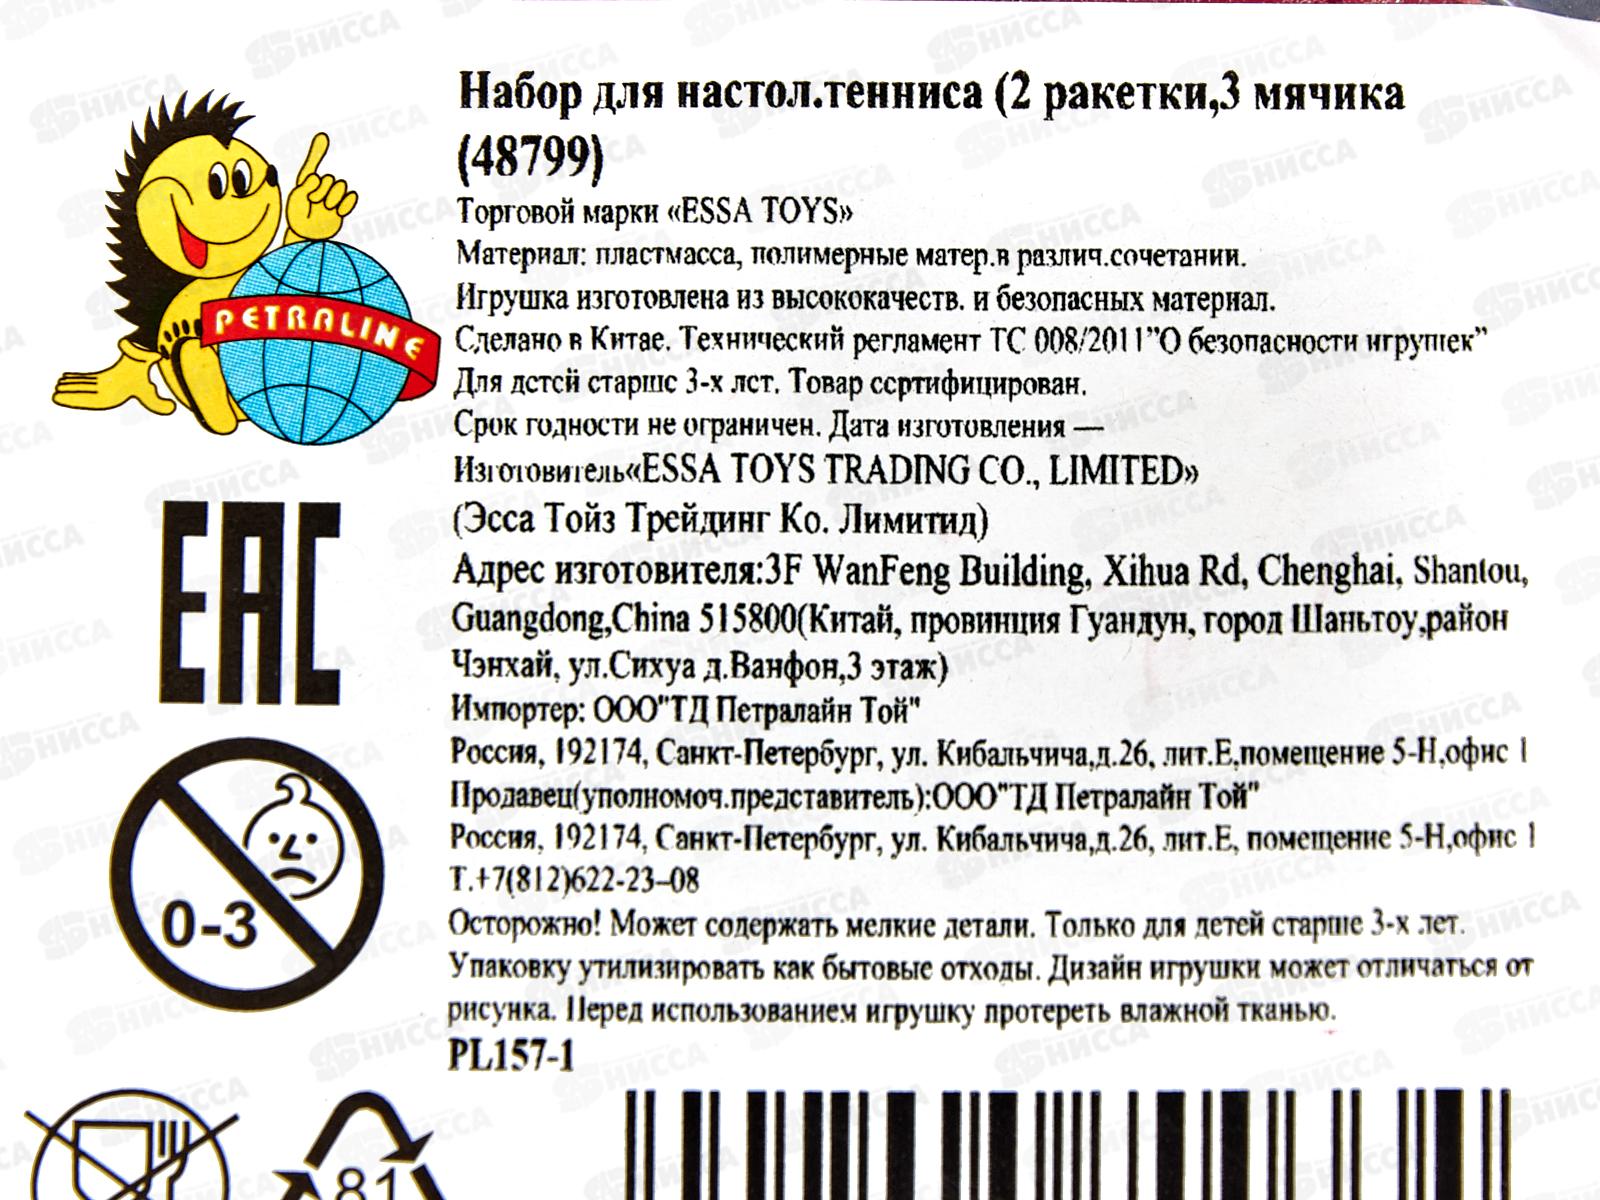 Набор для настол.тенниса (2 ракетки,3 мячика
(48799)
Торговой марки «ESSA TOYS»
Материал: пластмасса, полимерные матер.в различ.сочетании.
Игрушка изготовлена из высококачеств. и безопасных материал.
Сделано в Китае. Технический регламент ТС 008/2011"О безопасности игрушек"
Для детей старше 3-х лет. Товар сертифицирован.
Срок годности не ограничен. Дата изготовления —
Изготовитель«ESSA TOYS TRADING CO., LIMITED»
(Эсса Тойз Трейдинг Ко. Лимитид)
Адрес изготовителя:3F WanFeng Building, Xihua Rd, Chenghai, Shantou,
Guangdong,China 515800(Китай, провинция Гуандун, город Шаньтоу,район
Чэнхай, ул.Сихуа д.Ванфон,3 этаж)
Импортер: ООО"ТД Петралайн Той"
Россия, 192174, Санкт-Петербург, ул. Кибальчича,д.26, лит.Е,помещение 5-Н,офис 1
Продавец(уполномоч.представитель):ООО"ТД Петралайн Той"
Россия, 192174, Санкт-Петербург, ул. Кибальчича,д.26, лит.Е, помещение 5-Н,офис 1
Т.+7(812)622-23–08
Осторожно! Может содержать мелкие детали. Только для детей старше 3-х лет.
Упаковку утилизировать как бытовые отходы. Дизайн игрушки может отличаться от
рисунка. Перед использованием игрушку протереть влажной тканью.
PL157-1
PETRALINE
EAC
0-3
81
НИССА